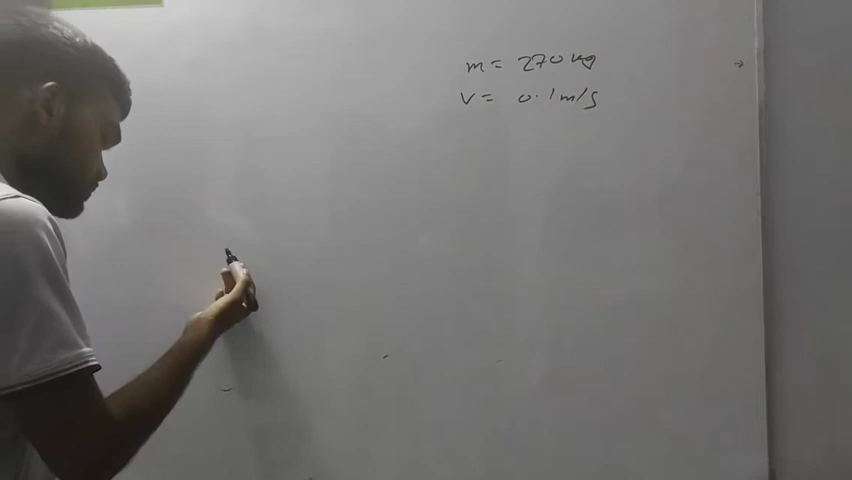 m = 270 kg
v = 0.1 m/s